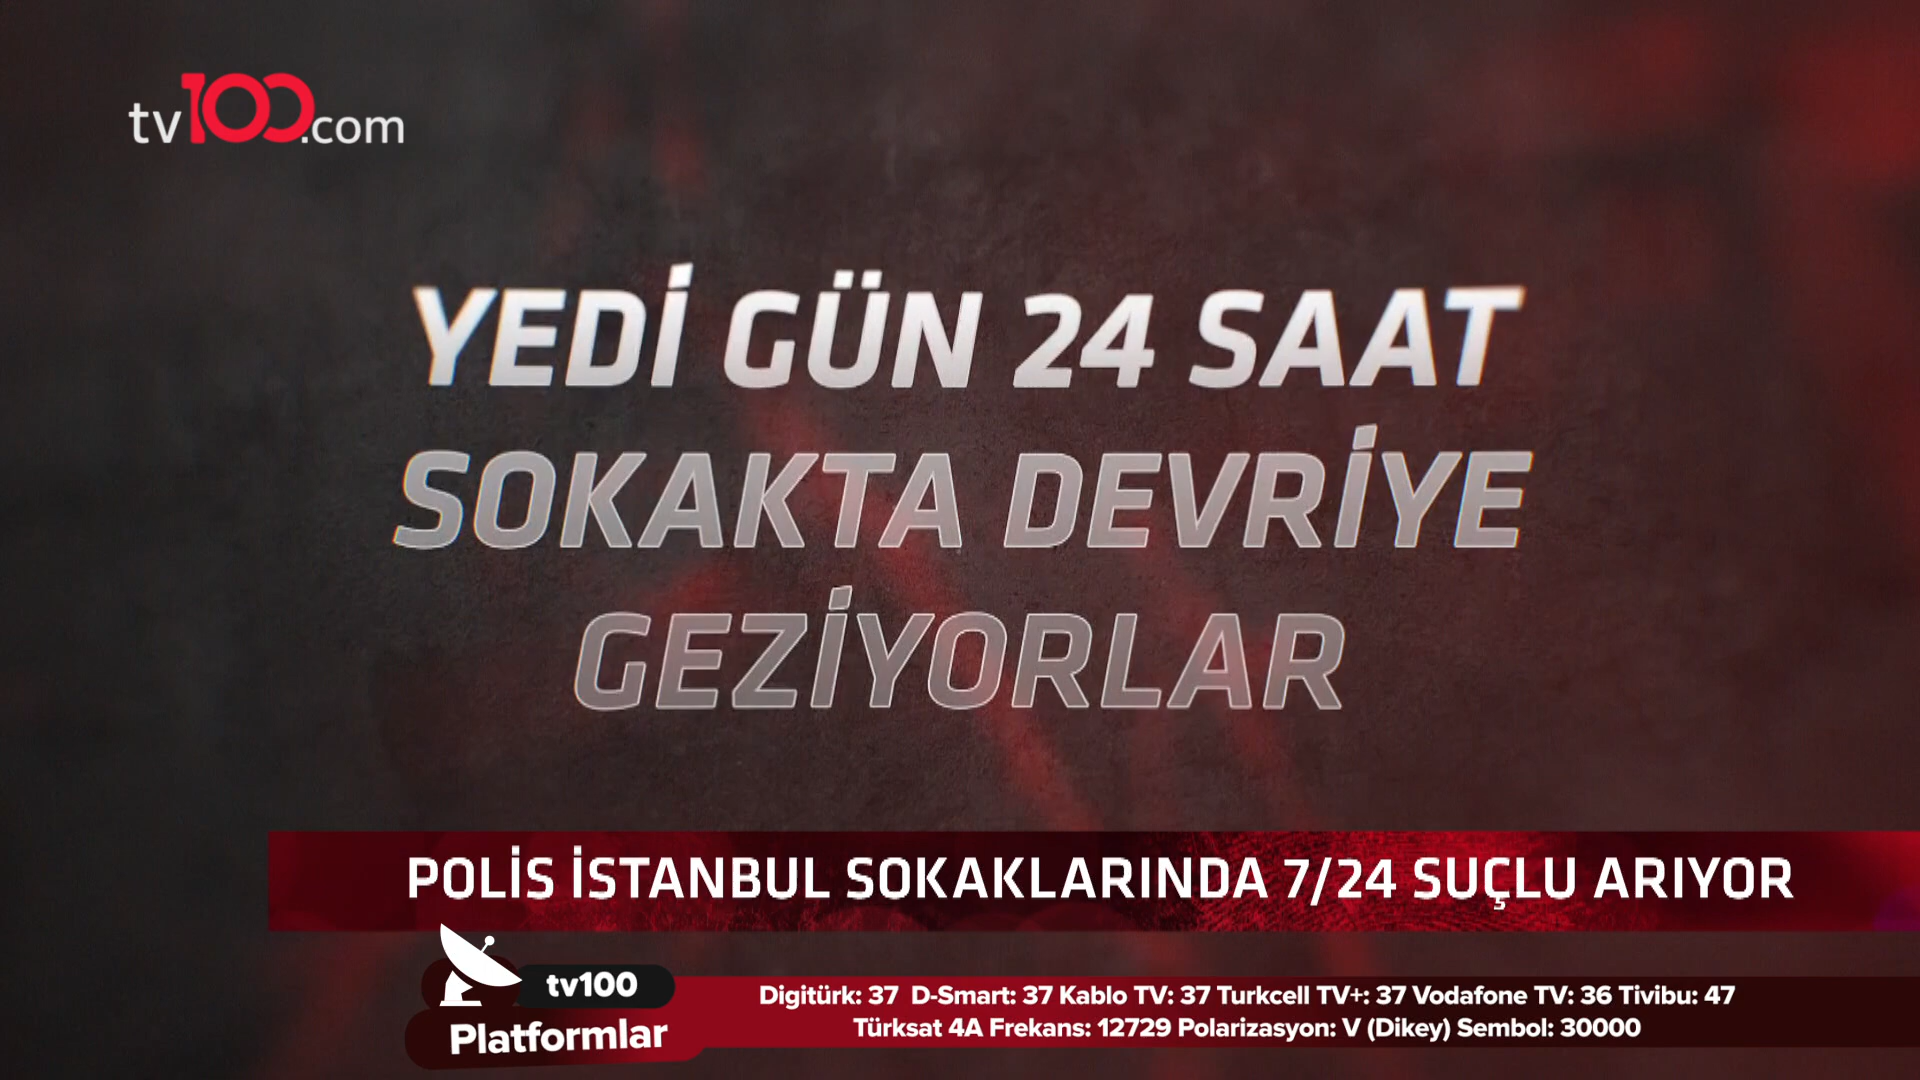 tv100.com
YEDİ GÜN 24 SAAT
SOKAKTA DEVRİYE
GEZİYORLAR
POLİS İSTANBUL SOKAKLARINDA 7/24 SUÇLU ARIYOR
tv100
Platformlar
Digitürk: 37 D-Smart: 37 Kablo TV: 37 Turkcell TV+: 37 Vodafone TV: 36 Tivibu: 47
Türksat 4A Frekans: 12729 Polarizasyon: V (Dikey) Sembol: 30000